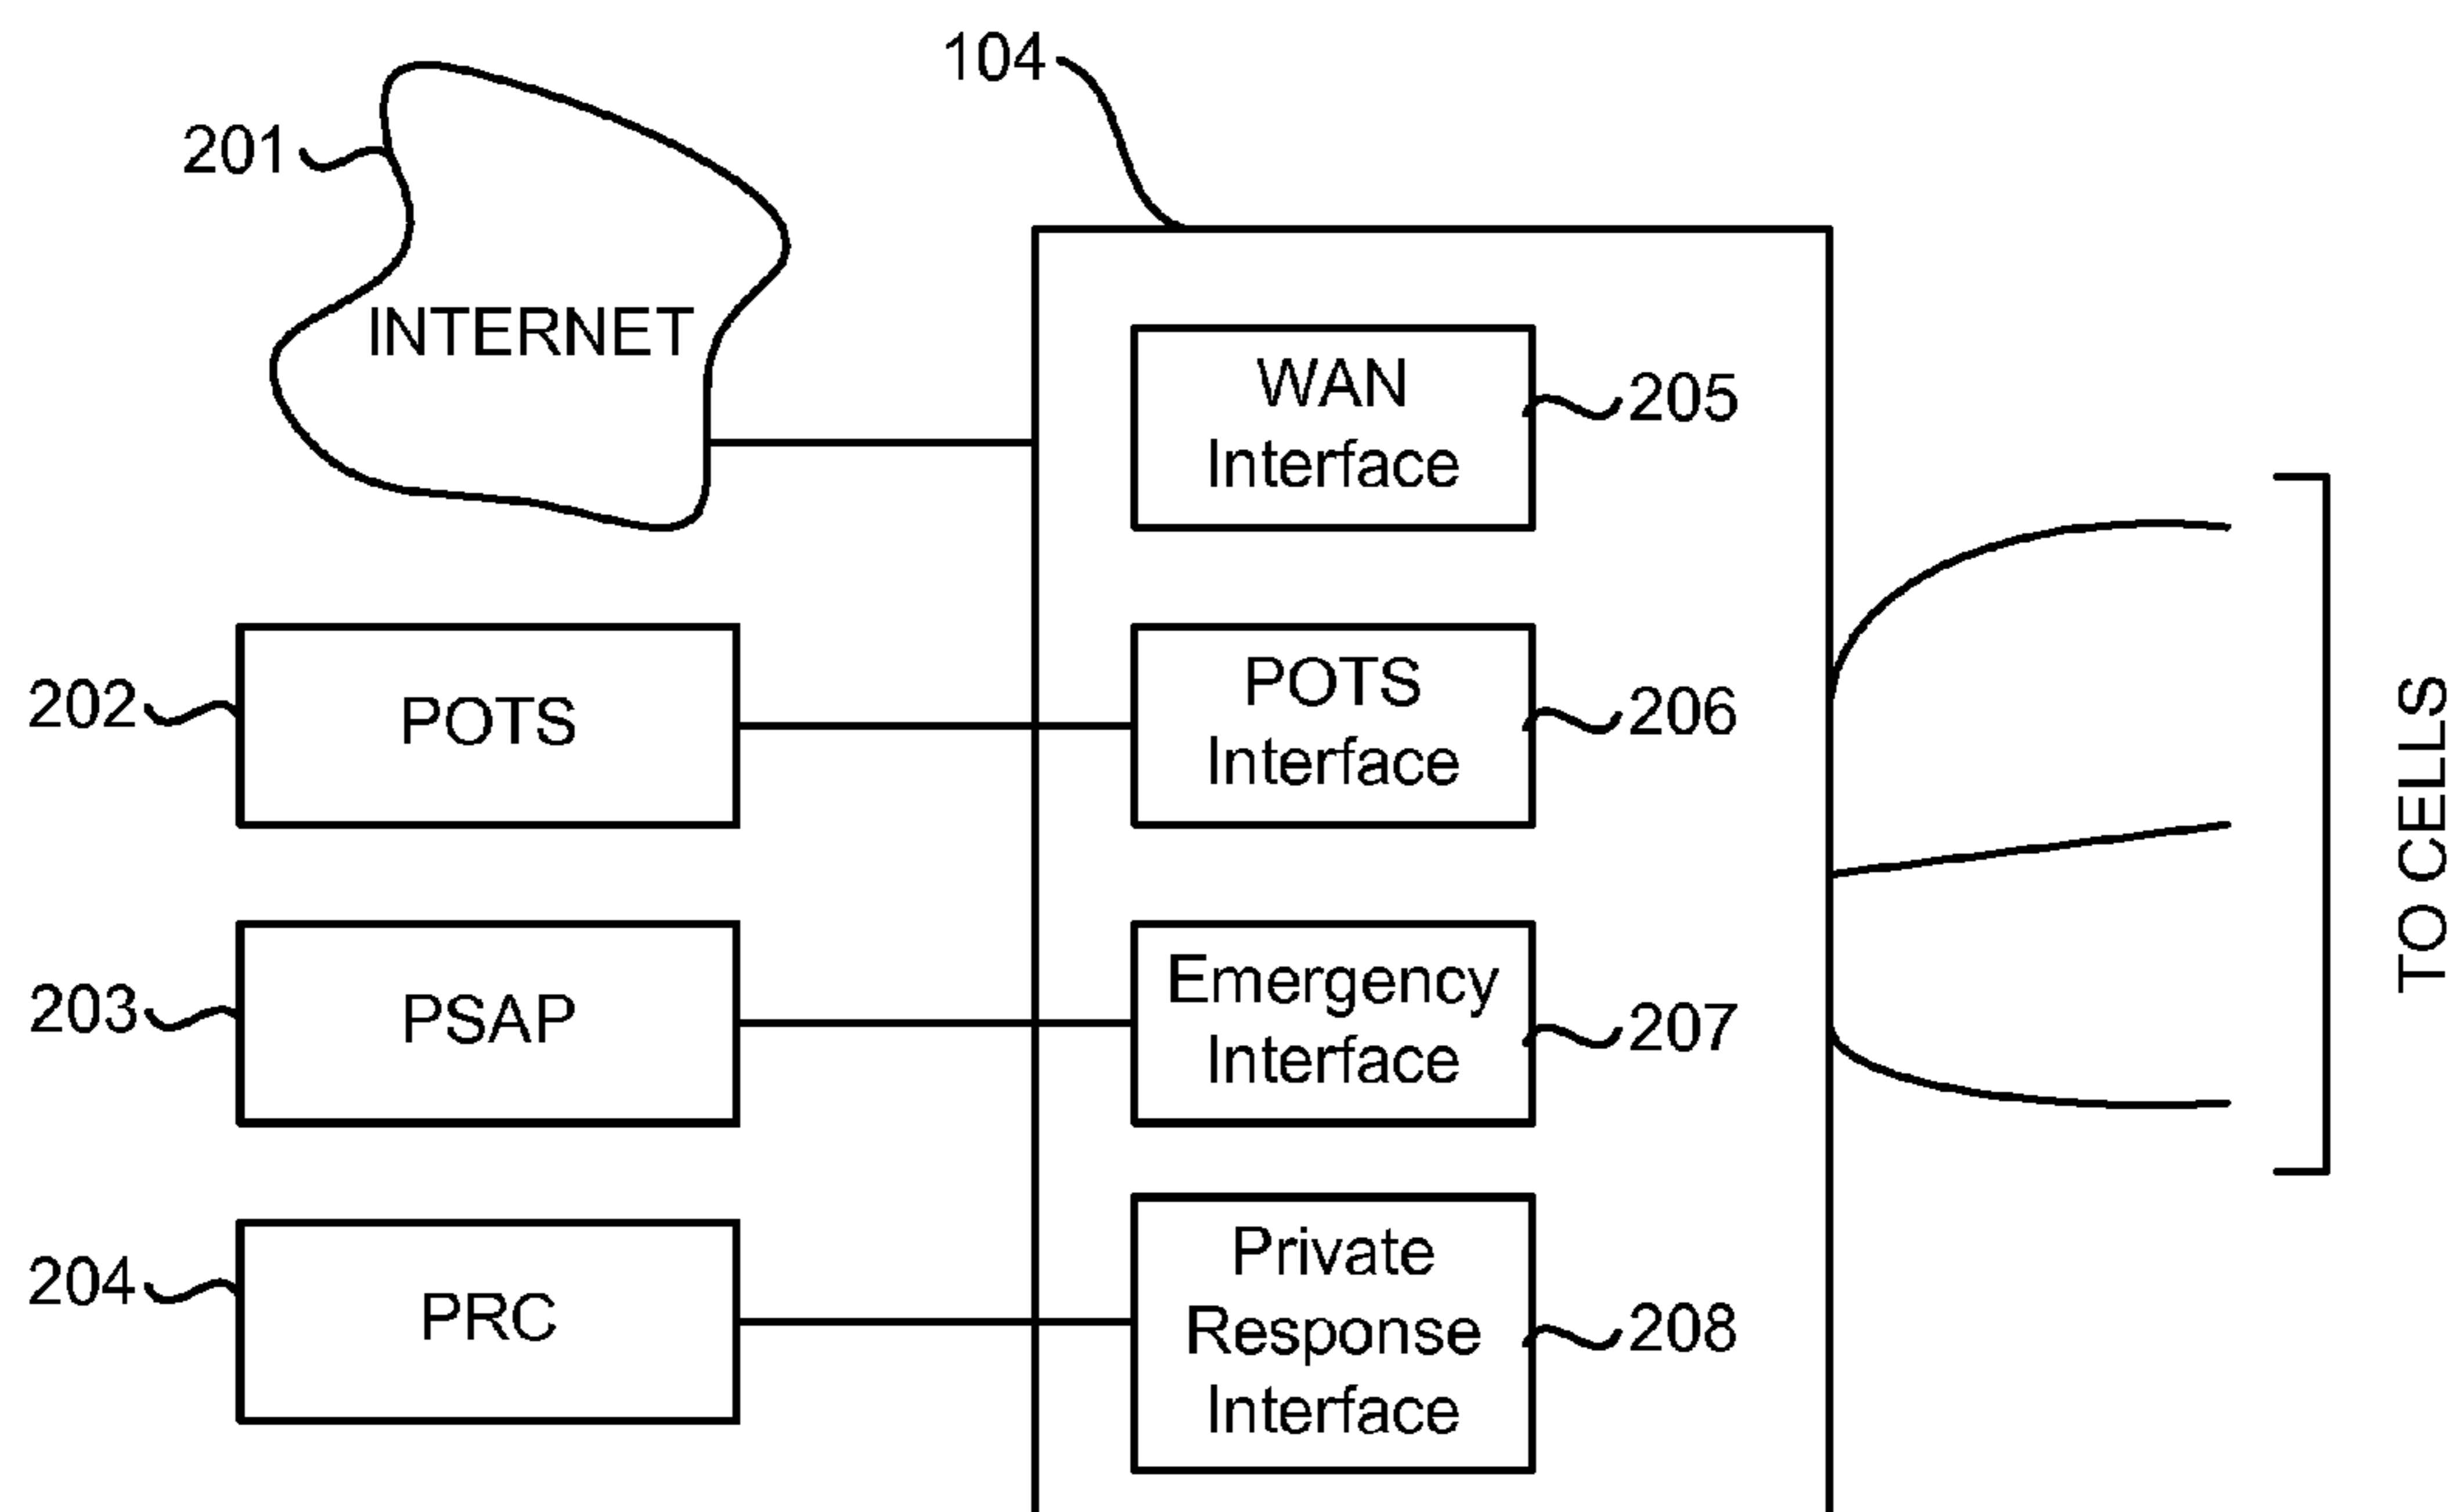 104
201
INTERNET
WAN
Interface
205
202
POTS
POTS
Interface
206
TO CELLS
203
PSAP
Emergency
Interface
207
204
PRC
Private
Response
Interface
208